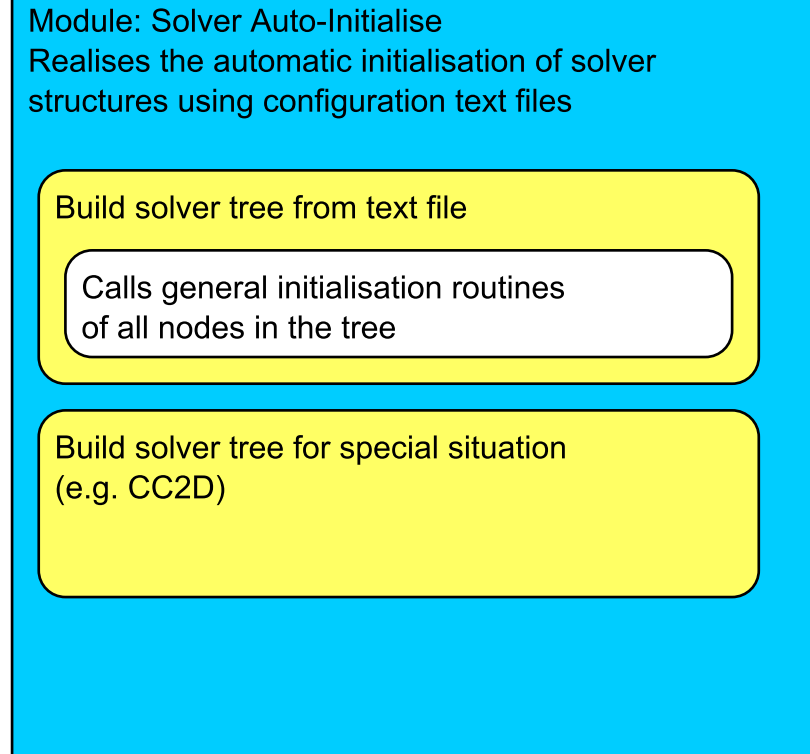 Module: Solver Auto-Initialise
Realises the automatic initialisation of solver
structures using configuration text files
Build solver tree from text file
Calls general initialisation routines
of all nodes in the tree
Build solver tree for special situation
(e.g. CC2D)